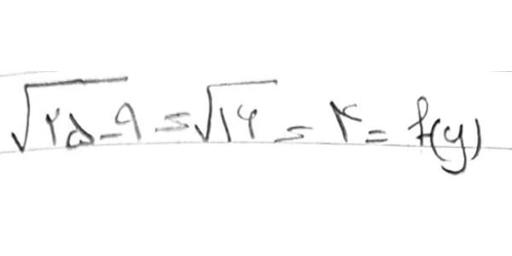 √۲۵-۹ = √۱۶ = ۴ = f(y)